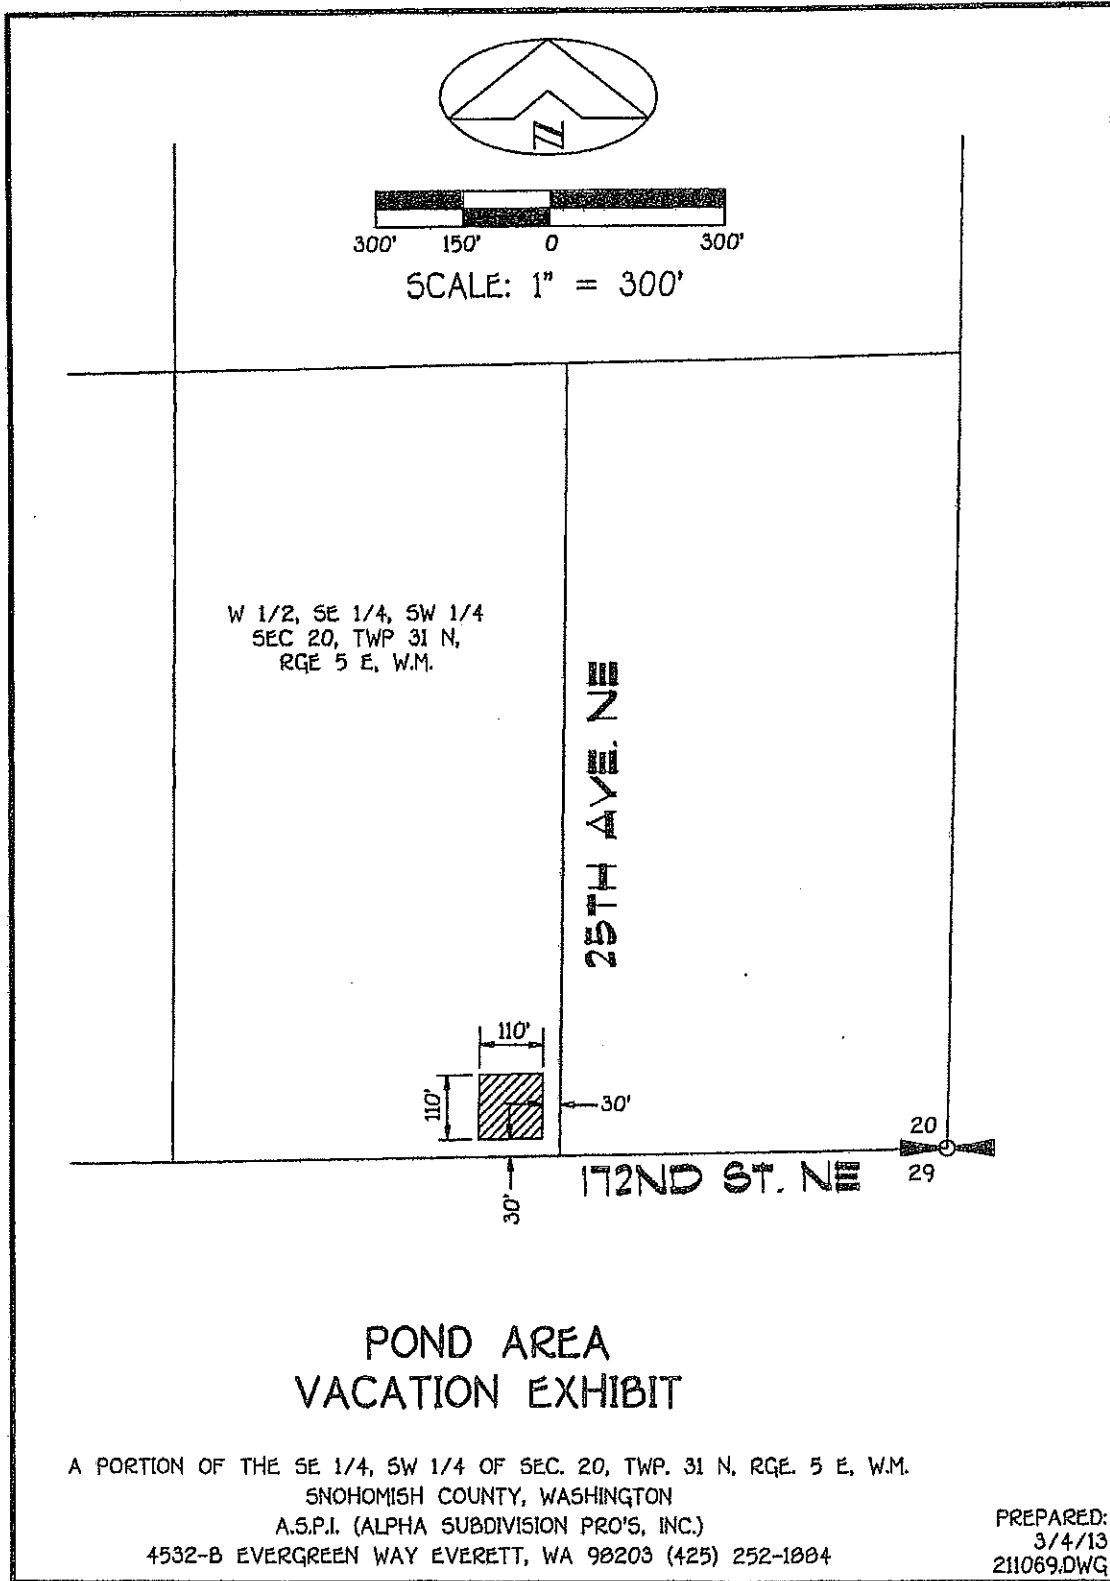 N
300' 150' 0 300'
SCALE: 1" = 300'
W 1/2, SE 1/4, SW 1/4
SEC 20, TWP 31 N,
RGE 5 E, W.M.
25TH AVE. NE
110'
110'
30'
30'
20
29
172ND ST. NE
POND AREA
VACATION EXHIBIT
A PORTION OF THE SE 1/4, SW 1/4 OF SEC. 20, TWP. 31 N, RGE. 5 E, W.M.
SNOHOMISH COUNTY, WASHINGTON
A.S.P.I. (ALPHA SUBDIVISION PRO'S, INC.)
4532-B EVERGREEN WAY EVERETT, WA 98203 (425) 252-1884
PREPARED:
3/4/13
211069.DWG